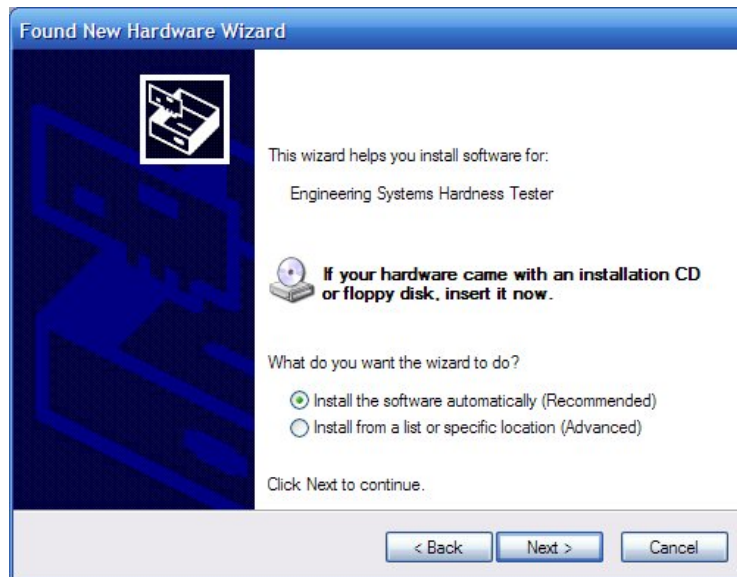 Found New Hardware Wizard
This wizard helps you install software for:
Engineering Systems Hardness Tester
If your hardware came with an installation CD
or floppy disk, insert it now.
What do you want the wizard to do?
Install the software automatically (Recommended)
Install from a list or specific location (Advanced)
Click Next to continue.
< Back Next > Cancel